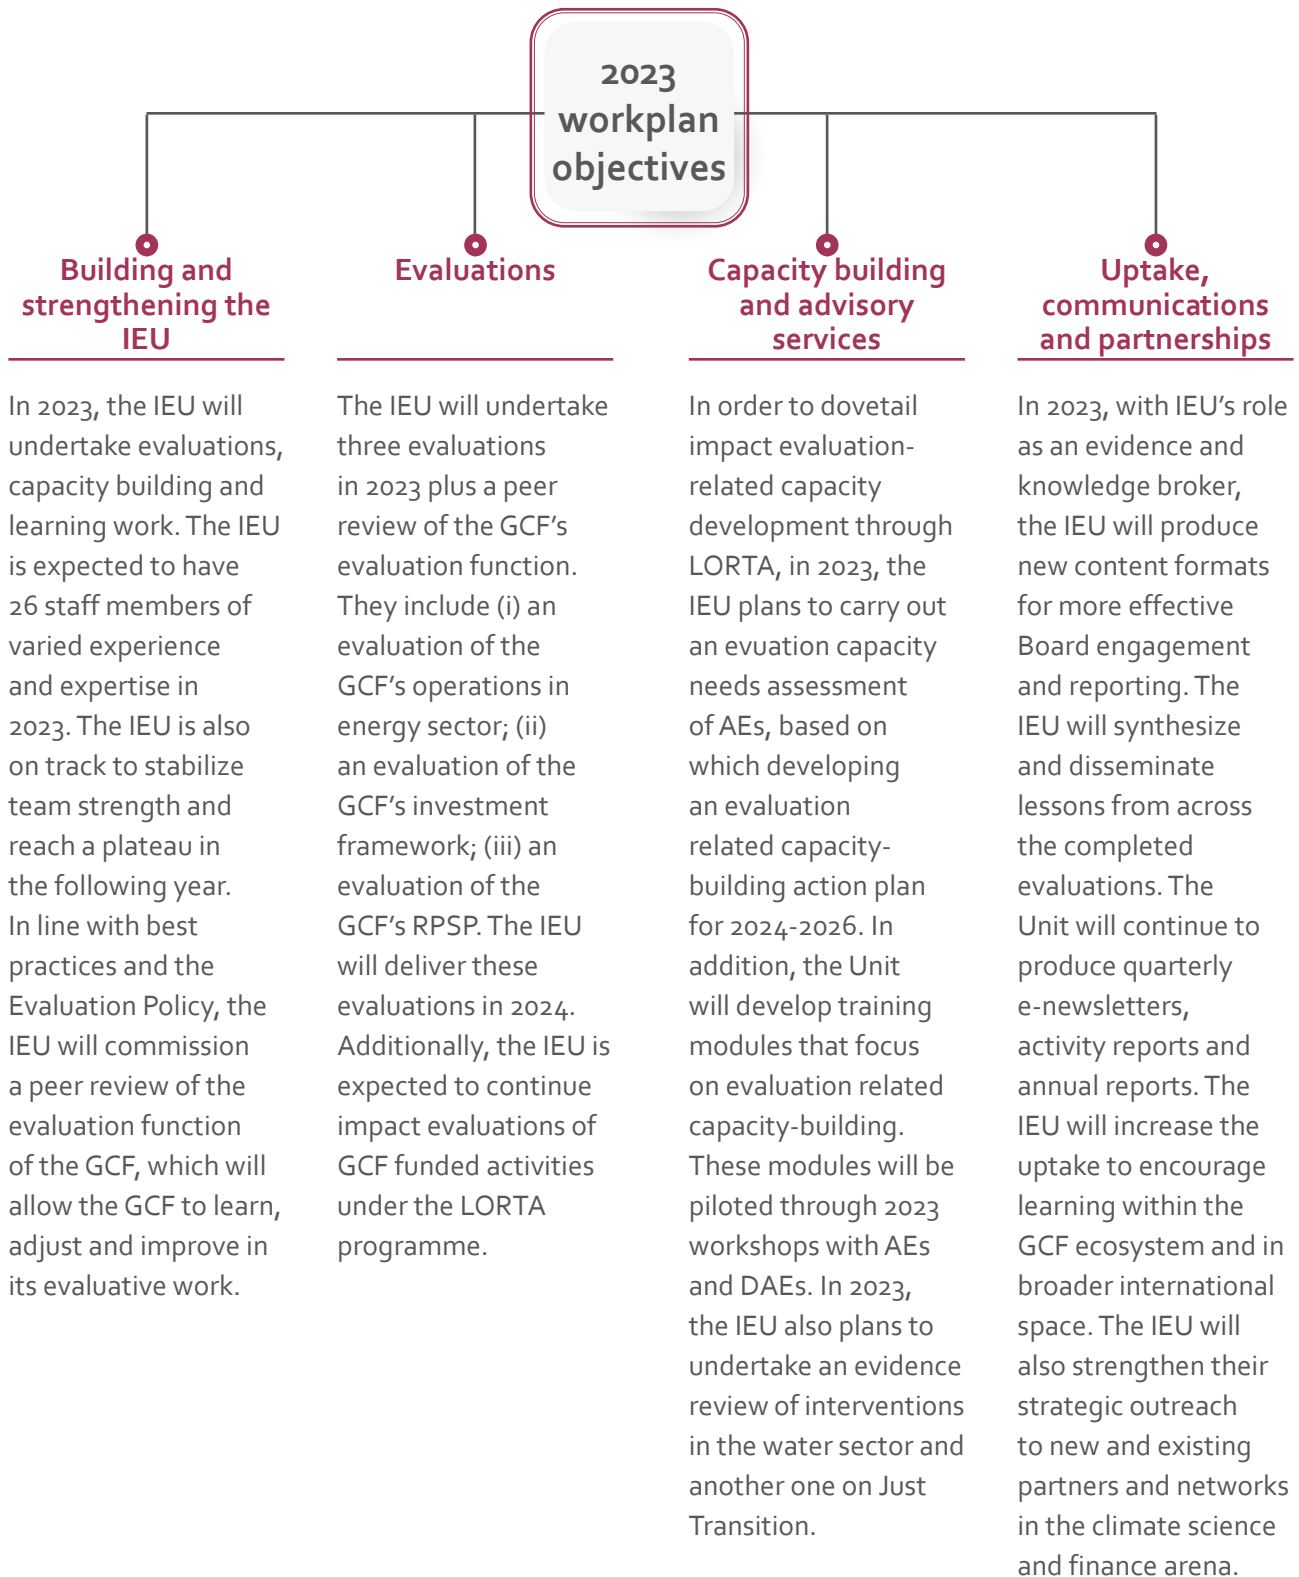 2023
workplan
objectives
Building and
strengthening the
IEU
In 2023, the IEU will
undertake evaluations,
capacity building and
learning work. The IEU
is expected to have
26 staff members of
varied experience
and expertise in
2023. The IEU is also
on track to stabilize
team strength and
reach a plateau in
the following year.
In line with best
practices and the
Evaluation Policy, the
IEU will commission
a peer review of the
evaluation function
of the GCF, which will
allow the GCF to learn,
adjust and improve in
its evaluative work.
Evaluations
The IEU will undertake
three evaluations
in 2023 plus a peer
review of the GCF's
evaluation function.
They include (i) an
evaluation of the
GCF's operations in
energy sector; (ii)
an evaluation of the
GCF's investment
framework; (iii) an
evaluation of the
GCF's RPSP. The IEU
will deliver these
evaluations in 2024.
Additionally, the IEU is
expected to continue
impact evaluations of
GCF funded activities
under the LORTA
programme.
Capacity building
and advisory
services
In order to dovetail
impact evaluation-
related capacity
development through
LORTA, in 2023, the
IEU plans to carry out
an evuation capacity
needs assessment
of AEs, based on
which developing
an evaluation
related capacity-
building action plan
for 2024-2026. In
addition, the Unit
will develop training
modules that focus
on evaluation related
capacity-building.
These modules will be
piloted through 2023
workshops with AEs
and DAEs. In 2023,
the IEU also plans to
undertake an evidence
review of interventions
in the water sector and
another one on Just
Transition.
Uptake,
communications
and partnerships
In 2023, with IEU's role
as an evidence and
knowledge broker,
the IEU will produce
new content formats
for more effective
Board engagement
and reporting. The
IEU will synthesize
and disseminate
lessons from across
the completed
evaluations. The
Unit will continue to
produce quarterly
e-newsletters,
activity reports and
annual reports. The
IEU will increase the
uptake to encourage
learning within the
GCF ecosystem and in
broader international
space. The IEU will
also strengthen their
strategic outreach
to new and existing
partners and networks
in the climate science
and finance arena.